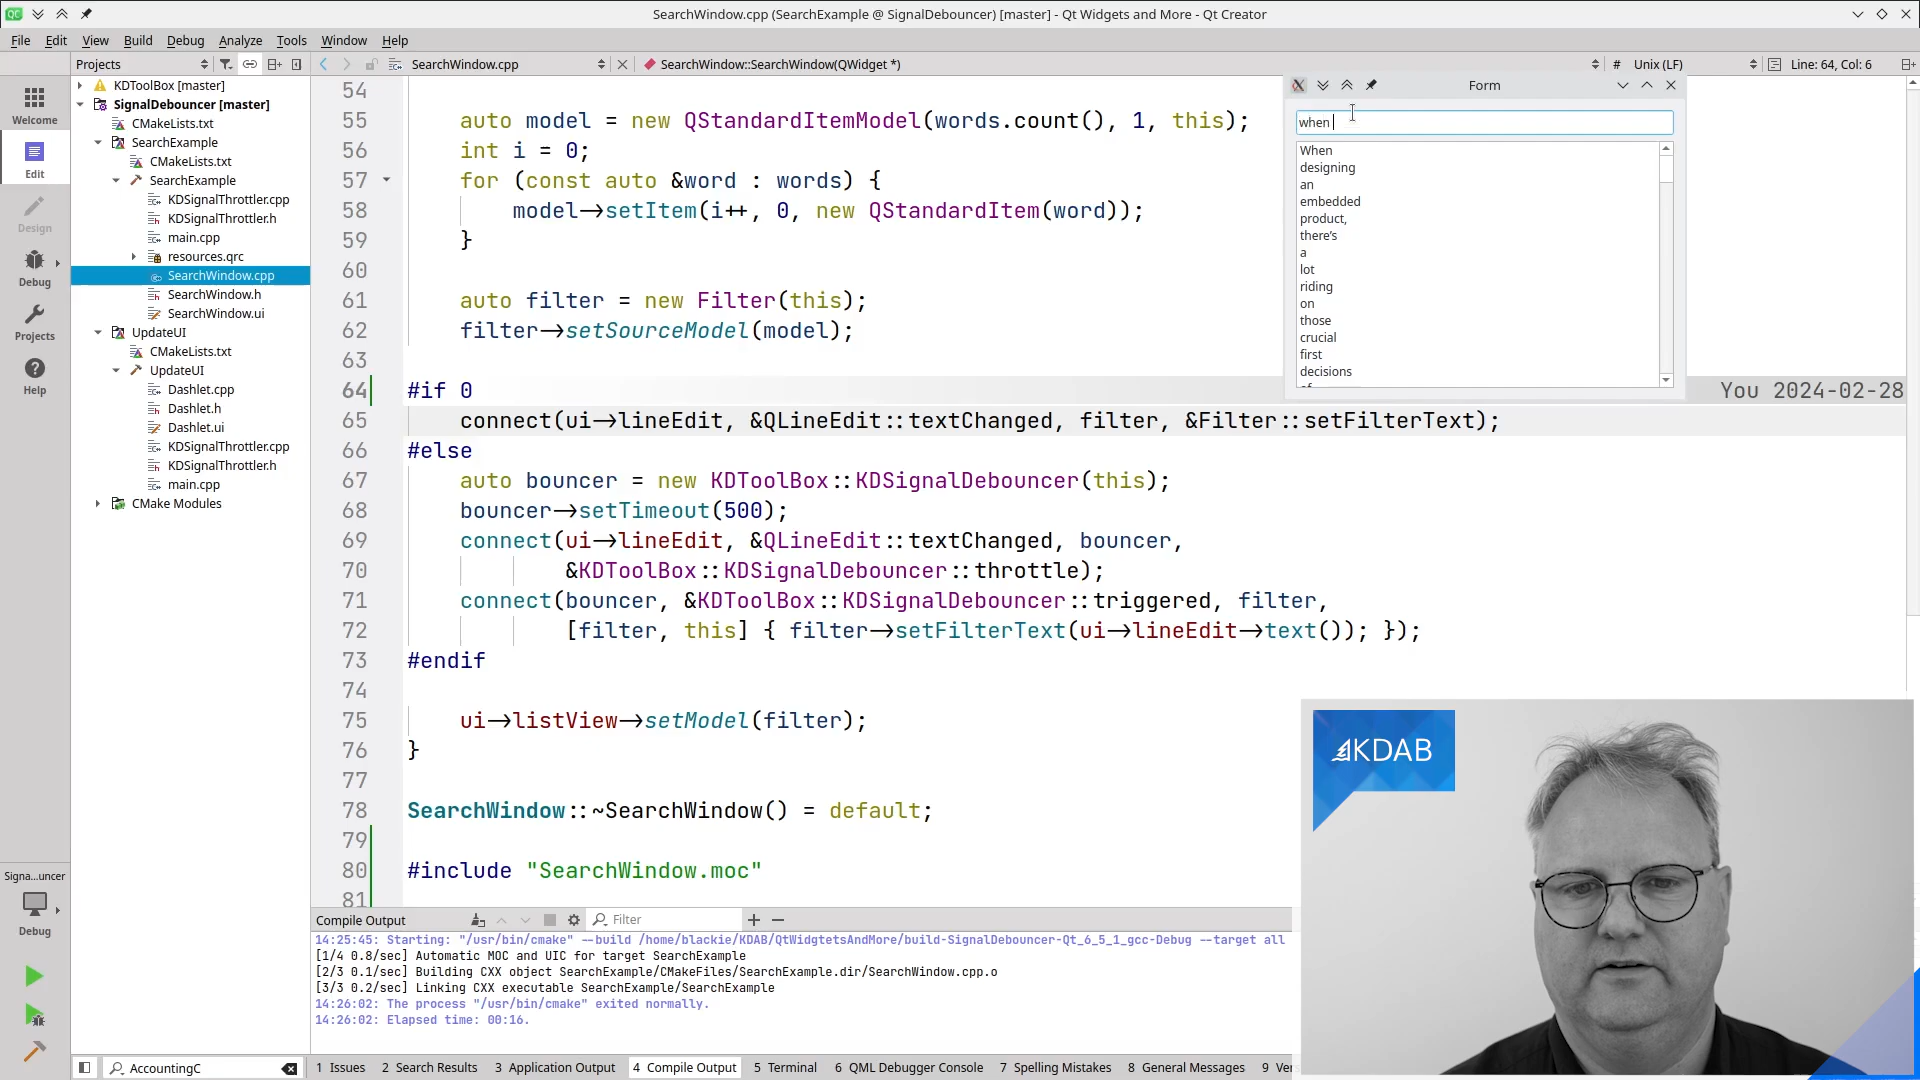 SearchWindow.cpp (SearchExample @ SignalDebouncer) [master] - Qt Widgets and More - Qt Creator
File Edit View Build Debug Analyze Tools Window Help
Projects
SearchWindow.cpp
SearchWindow::SearchWindow(QWidget *)
# Unix (LF)
Line: 64, Col: 6
Welcome
Edit
Design
Debug
Projects
Help
Signa...uncer
Debug
KDToolBox [master]
SignalDebouncer [master]
CMakeLists.txt
SearchExample
CMakeLists.txt
SearchExample
KDSignalThrottler.cpp
KDSignalThrottler.h
main.cpp
resources.qrc
SearchWindow.cpp
SearchWindow.h
SearchWindow.ui
UpdateUI
CMakeLists.txt
UpdateUI
Dashlet.cpp
Dashlet.h
Dashlet.ui
KDSignalThrottler.cpp
KDSignalThrottler.h
main.cpp
CMake Modules
54
55 auto model = new QStandardItemModel(words.count(), 1, this);
56 int i = 0;
57 for (const auto &word : words) {
58 model->setItem(i++, 0, new QStandardItem(word));
59 }
60
61 auto filter = new Filter(this);
62 filter->setSourceModel(model);
63
64 #if 0 You 2024-02-28
65 connect(ui->lineEdit, &QLineEdit::textChanged, filter, &Filter::setFilterText);
66 #else
67 auto bouncer = new KDToolBox::KDSignalDebouncer(this);
68 bouncer->setTimeout(500);
69 connect(ui->lineEdit, &QLineEdit::textChanged, bouncer,
70 &KDToolBox::KDSignalDebouncer::throttle);
71 connect(bouncer, &KDToolBox::KDSignalDebouncer::triggered, filter,
72 [filter, this] { filter->setFilterText(ui->lineEdit->text()); });
73 #endif
74
75 ui->listView->setModel(filter);
76 }
77
78 SearchWindow::~SearchWindow() = default;
79
80 #include "SearchWindow.moc"
81
Form
when
When
designing
an
embedded
product,
there's
a
lot
riding
on
those
crucial
first
decisions
of
KDAB
Compile Output
Filter
14:25:45: Starting: "/usr/bin/cmake" --build /home/blackie/KDAB/QtWidgtetsAndMore/build-SignalDebouncer-Qt_6_5_1_gcc-Debug --target all
[1/4 0.8/sec] Automatic MOC and UIC for target SearchExample
[2/3 0.1/sec] Building CXX object SearchExample/CMakeFiles/SearchExample.dir/SearchWindow.cpp.o
[3/3 0.2/sec] Linking CXX executable SearchExample/SearchExample
14:26:02: The process "/usr/bin/cmake" exited normally.
14:26:02: Elapsed time: 00:16.
AccountingC
1 Issues 2 Search Results 3 Application Output 4 Compile Output 5 Terminal 6 QML Debugger Console 7 Spelling Mistakes 8 General Messages 9